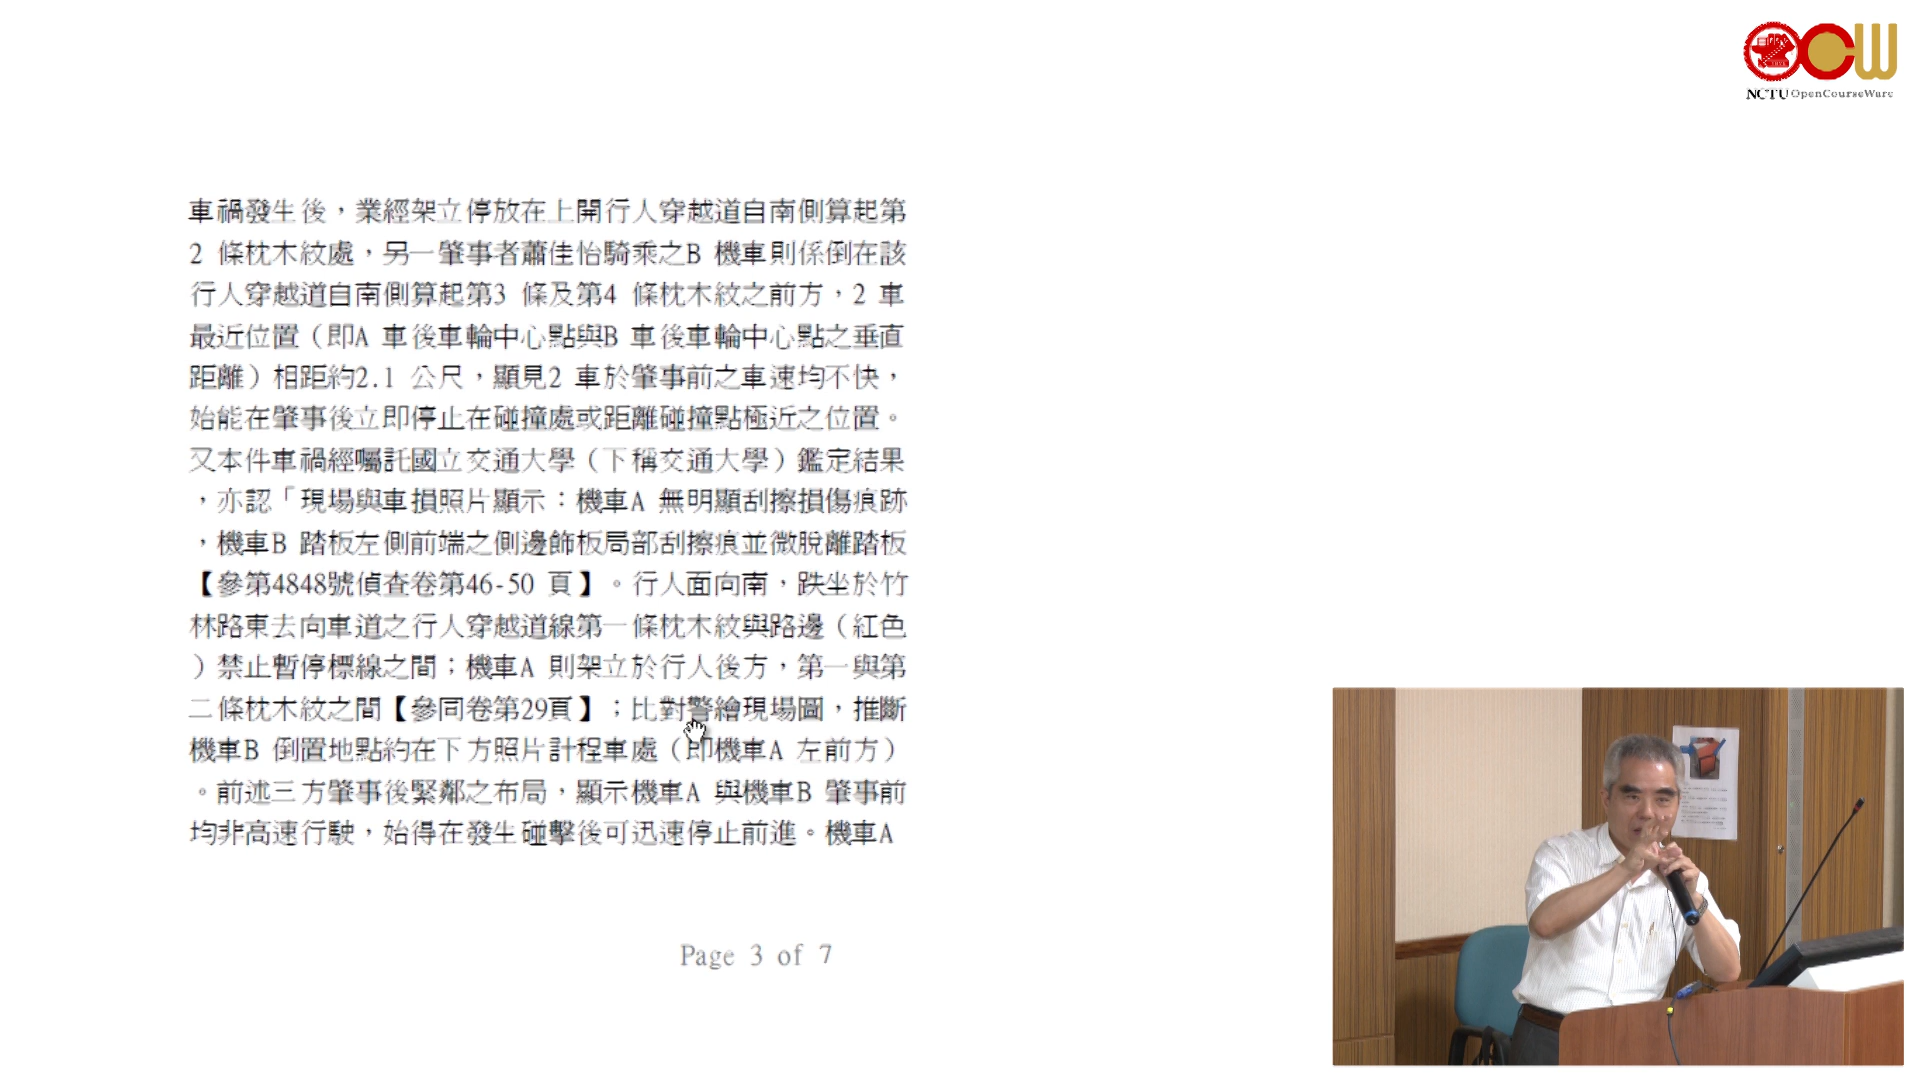 NCTU OpenCourseWare
車禍發生後，業經架立停放在上開行人穿越道自南側算起第
2 條枕木紋處，另一肇事者蕭佳怡騎乘之B 機車則係倒在該
行人穿越道自南側算起第3 條及第4 條枕木紋之前方，2 車
最近位置（即A 車後車輪中心點與B 車後車輪中心點之垂直
距離）相距約2.1 公尺，顯見2 車於肇事前之車速均不快，
始能在肇事後立即停止在碰撞處或距離碰撞點極近之位置。
又本件車禍經囑託國立交通大學（下稱交通大學）鑑定結果
，亦認「現場與車損照片顯示：機車A 無明顯刮擦損傷痕跡
，機車B 踏板左側前端之側邊飾板局部刮擦痕並微脫離踏板
【參第4848號偵查卷第46-50 頁】。行人面向南，跌坐於竹
林路東去向車道之行人穿越道線第一條枕木紋與路邊（紅色
）禁止暫停標線之間；機車A 則架立於行人後方，第一與第
二條枕木紋之間【參同卷第29頁】；比對警繪現場圖，推斷
機車B 倒置地點約在下方照片計程車處（即機車A 左前方）
。前述三方肇事後緊鄰之布局，顯示機車A 與機車B 肇事前
均非高速行駛，始得在發生碰擊後可迅速停止前進。機車A
Page 3 of 7